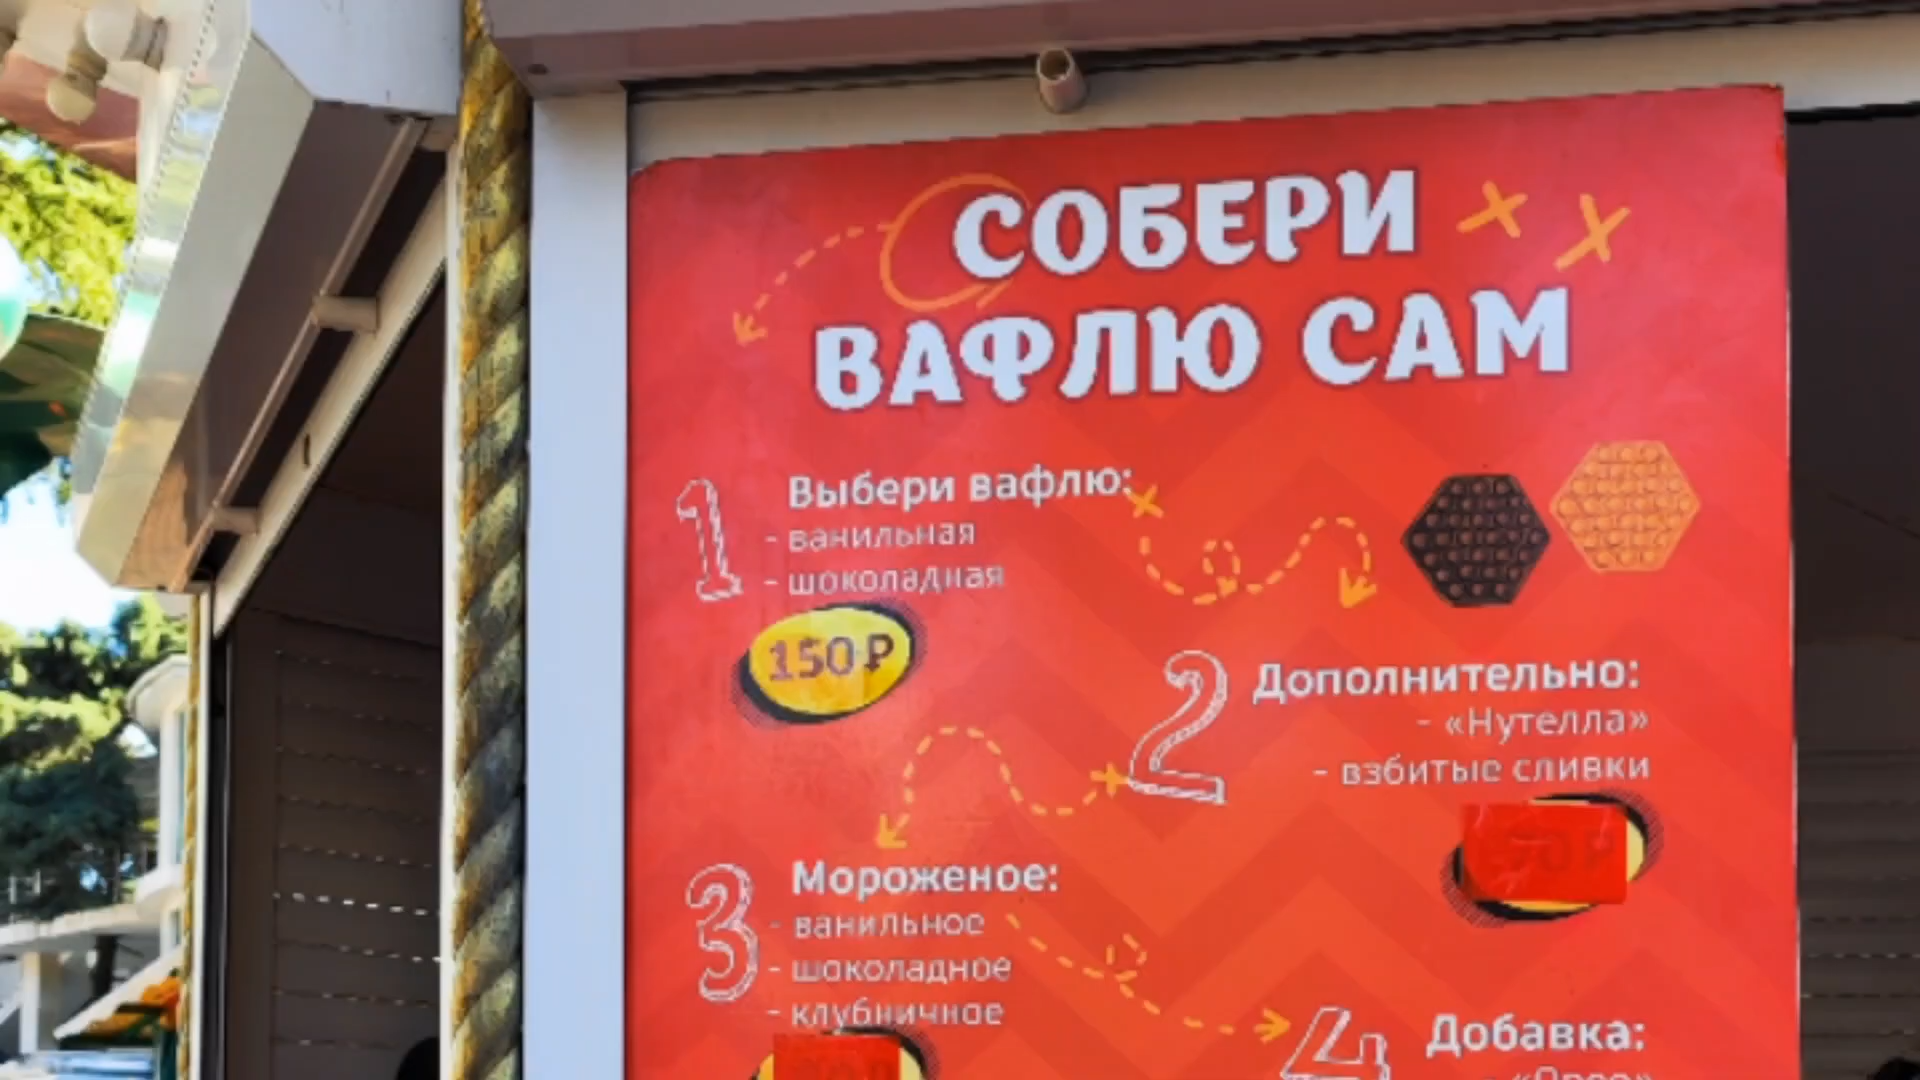 СОБЕРИ
ВАФЛЮ САМ
1
Выбери вафлю:
- ванильная
- шоколадная
150₽
2
Дополнительно:
- «Нутелла»
- взбитые сливки
3
Мороженое:
- ванильное
- шоколадное
- клубничное
4
Добавка: